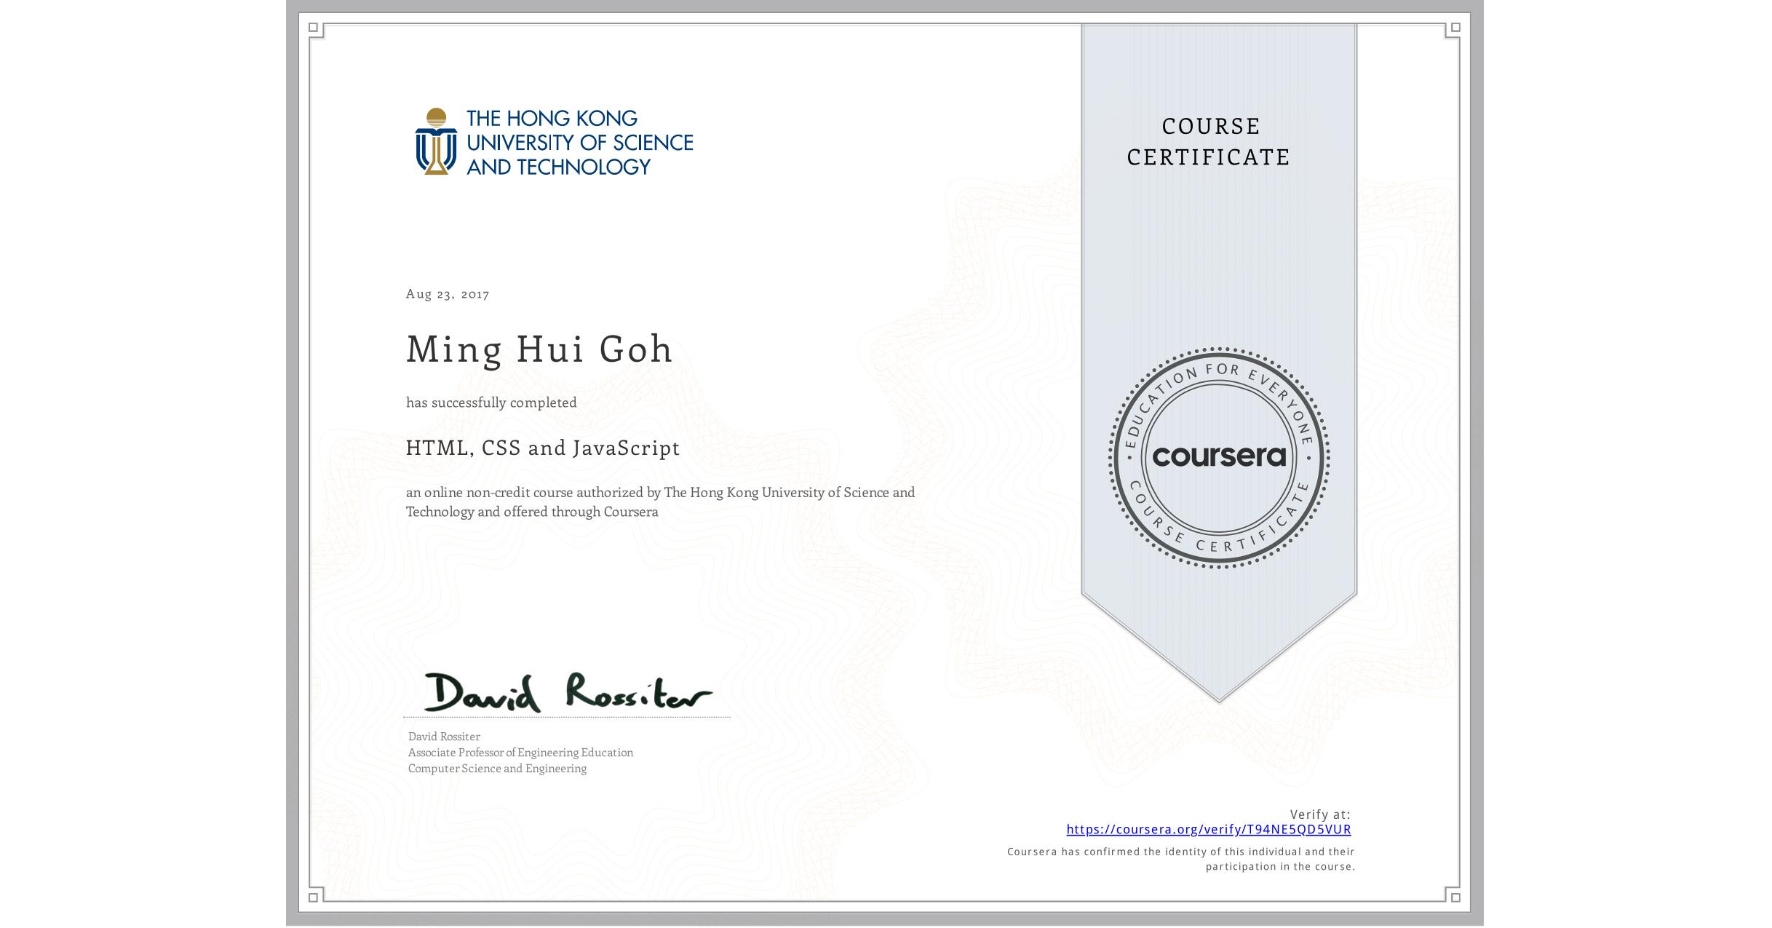 THE HONG KONG
UNIVERSITY OF SCIENCE
AND TECHNOLOGY
COURSE
CERTIFICATE
Aug 23, 2017
Ming Hui Goh
has successfully completed
HTML, CSS and JavaScript
an online non-credit course authorized by The Hong Kong University of Science and
Technology and offered through Coursera
EDUCATION FOR EVERYONE
coursera
COURSE CERTIFICATE
David Rossiter
David Rossiter
Associate Professor of Engineering Education
Computer Science and Engineering
Verify at:
https://coursera.org/verify/T94NE5QD5VUR
Coursera has confirmed the identity of this individual and their
participation in the course.